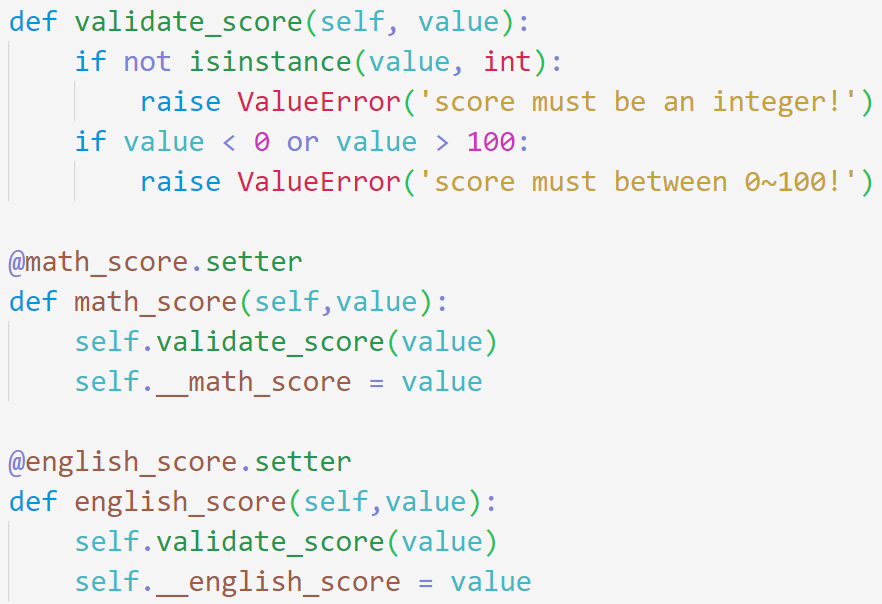 def validate_score(self, value):
    if not isinstance(value, int):
        raise ValueError('score must be an integer!')
    if value < 0 or value > 100:
        raise ValueError('score must between 0~100!')

@math_score.setter
def math_score(self,value):
    self.validate_score(value)
    self.__math_score = value

@english_score.setter
def english_score(self,value):
    self.validate_score(value)
    self.__english_score = value